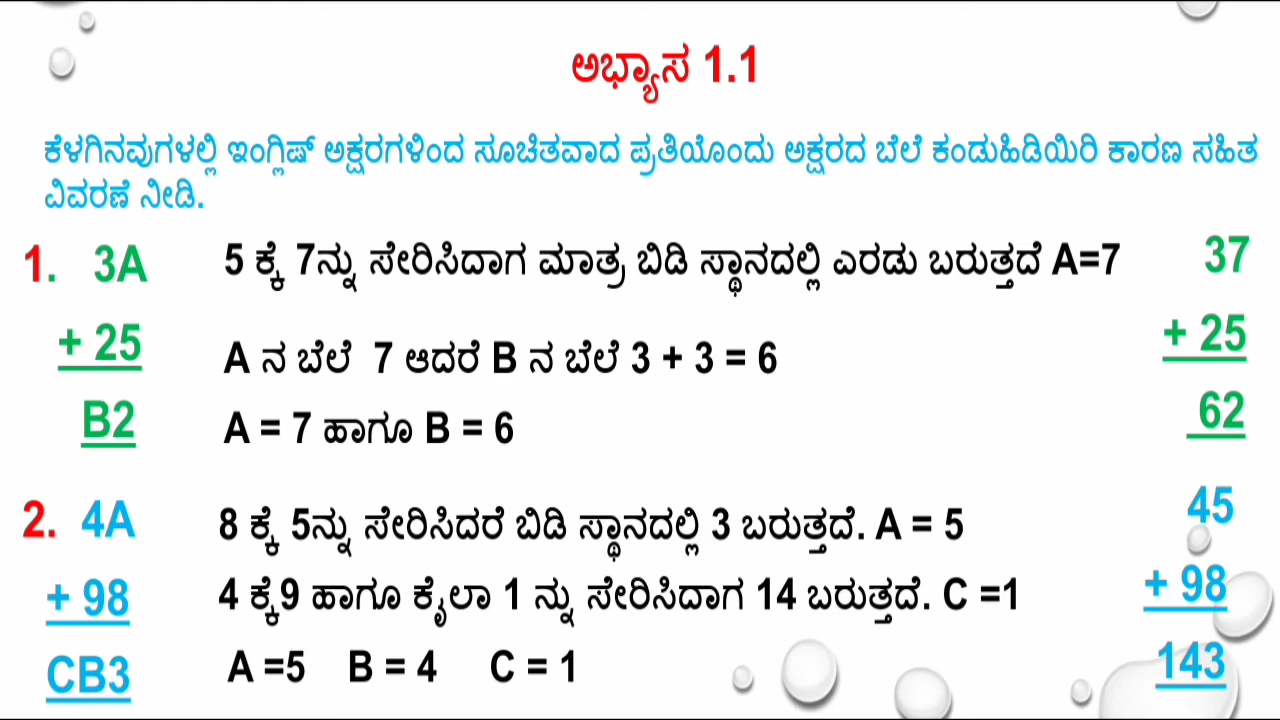 ಅಭ್ಯಾಸ 1.1
ಕೆಳಗಿನವುಗಳಲ್ಲಿ ಇಂಗ್ಲಿಷ್ ಅಕ್ಷರಗಳಿಂದ ಸೂಚಿತವಾದ ಪ್ರತಿಯೊಂದು ಅಕ್ಷರದ ಬೆಲೆ ಕಂಡುಹಿಡಿಯಿರಿ ಕಾರಣ ಸಹಿತ
ವಿವರಣೆ ನೀಡಿ.
1. 3A 5 ಕ್ಕೆ 7ನ್ನು ಸೇರಿಸಿದಾಗ ಮಾತ್ರ ಬಿಡಿ ಸ್ಥಾನದಲ್ಲಿ ಎರಡು ಬರುತ್ತದೆ A=7 37
+ 25 A ನ ಬೆಲೆ 7 ಆದರೆ B ನ ಬೆಲೆ 3 + 3 = 6 + 25
B2 A = 7 ಹಾಗೂ B = 6 62
2. 4A 8 ಕ್ಕೆ 5ನ್ನು ಸೇರಿಸಿದರೆ ಬಿಡಿ ಸ್ಥಾನದಲ್ಲಿ 3 ಬರುತ್ತದೆ. A = 5 45
+ 98 4 ಕ್ಕೆ9 ಹಾಗೂ ಕೈಲಾ 1 ನ್ನು ಸೇರಿಸಿದಾಗ 14 ಬರುತ್ತದೆ. C =1 + 98
CB3 A =5 B = 4 C = 1 143